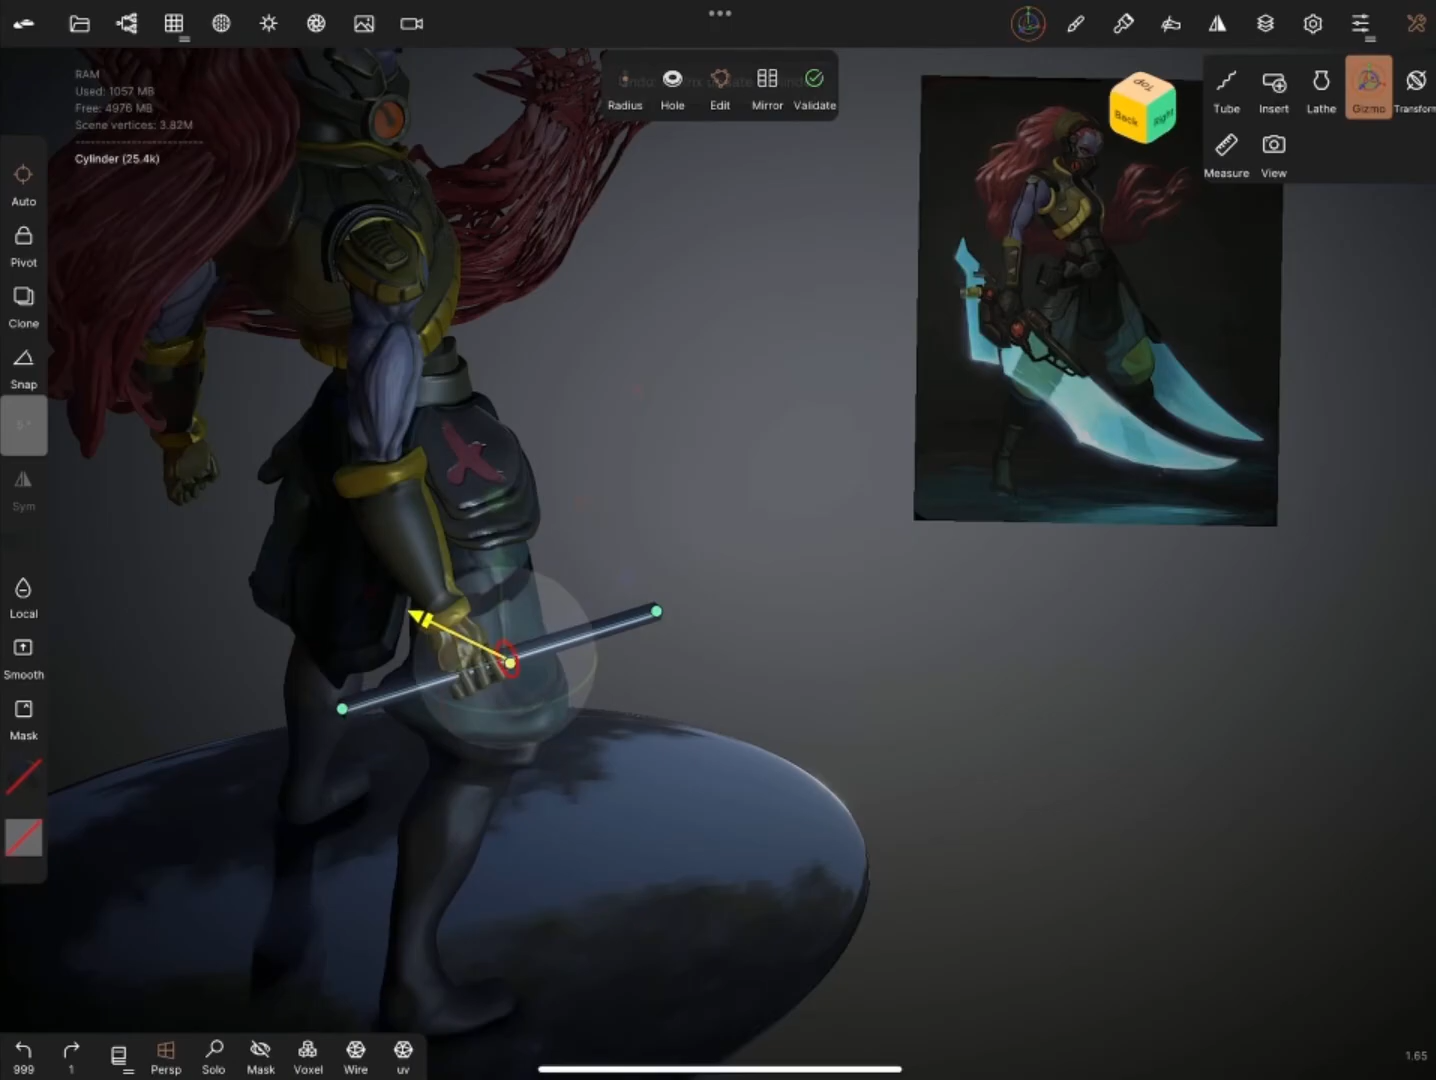 RAM
Used: 1057 MB
Free: 4976 MB
Scene vertices: 3.82M
Cylinder (25.4k)
Radius Hole Edit Mirror Validate
Top
Back Right
Tube Insert Lathe Gizmo Transform
Measure View
Auto
Pivot
Clone
Snap
5°
Sym
Local
Smooth
Mask
999 1 Persp Solo Mask Voxel Wire uv
1.65